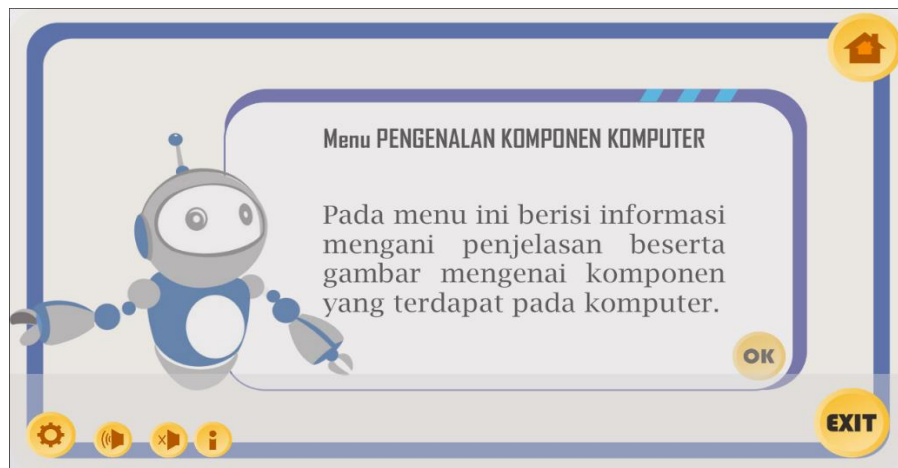 Menu PENGENALAN KOMPONEN KOMPUTER
Pada menu ini berisi informasi
mengani penjelasan beserta
gambar mengenai komponen
yang terdapat pada komputer.
OK
EXIT